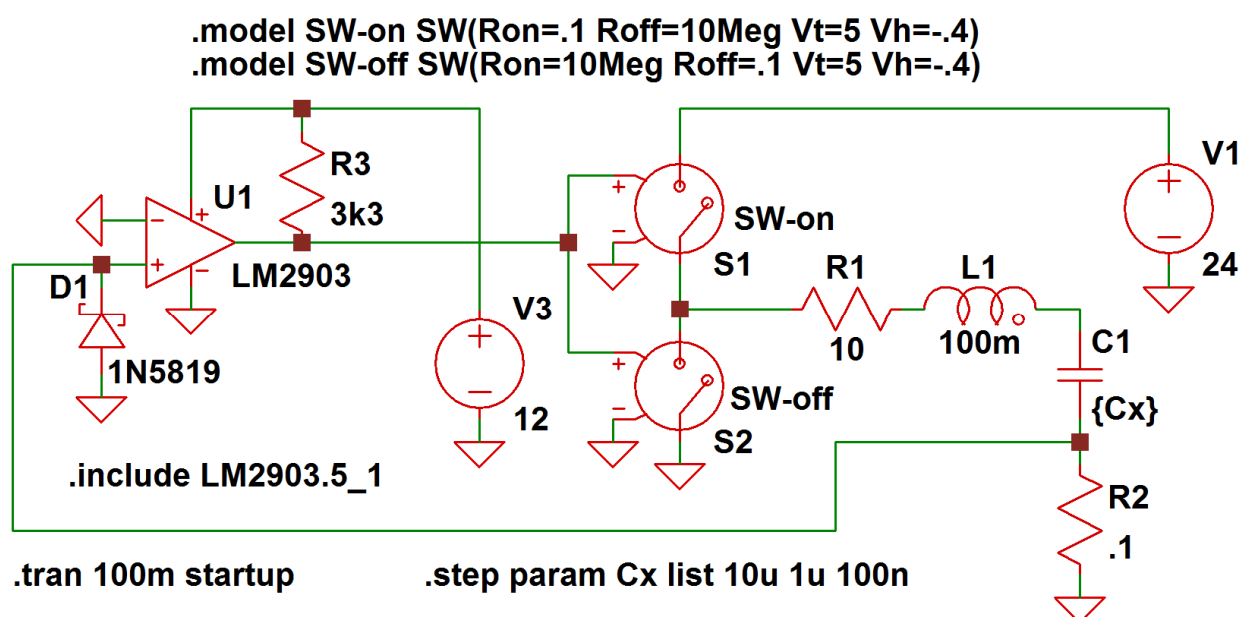 .model SW-on SW(Ron=.1 Roff=10Meg Vt=5 Vh=-.4)
.model SW-off SW(Ron=10Meg Roff=.1 Vt=5 Vh=-.4)
R3
3k3
U1
LM2903
D1
1N5819
V3
12
SW-on
S1
SW-off
S2
R1
10
L1
100m
V1
24
C1
{Cx}
R2
.1
.include LM2903.5_1
.tran 100m startup
.step param Cx list 10u 1u 100n